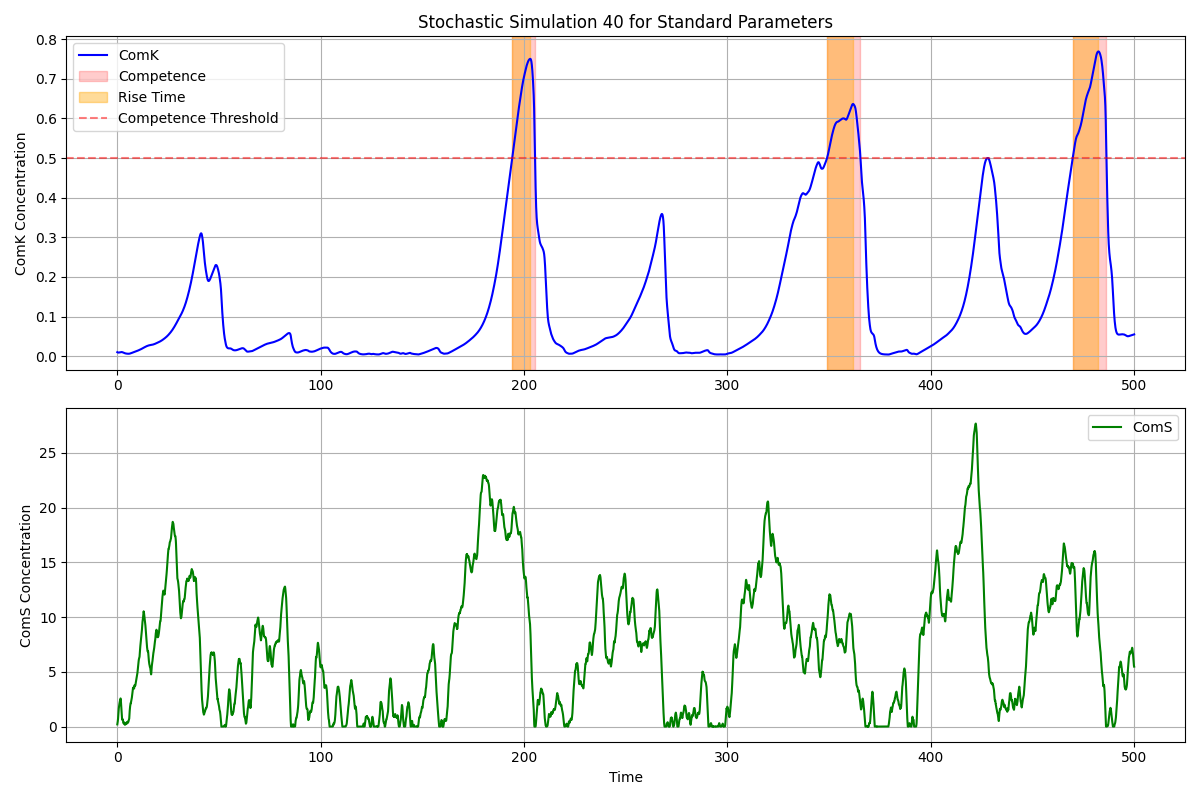 Stochastic Simulation 40 for Standard Parameters
ComK Concentration
0.8
0.7
0.6
0.5
0.4
0.3
0.2
0.1
0.0
ComK
Competence
Rise Time
Competence Threshold
0 100 200 300 400 500
ComS Concentration
25
20
15
10
5
0
ComS
0 100 200 300 400 500
Time